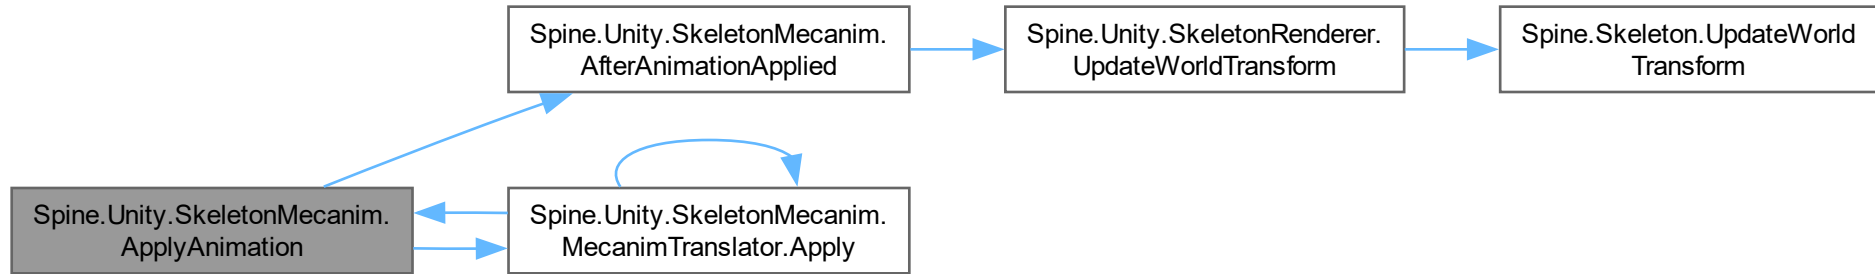 Spine.Unity.SkeletonMecanim.
AfterAnimationApplied
Spine.Unity.SkeletonRenderer.
UpdateWorldTransform
Spine.Skeleton.UpdateWorld
Transform
Spine.Unity.SkeletonMecanim.
ApplyAnimation
Spine.Unity.SkeletonMecanim.
MecanimTranslator.Apply